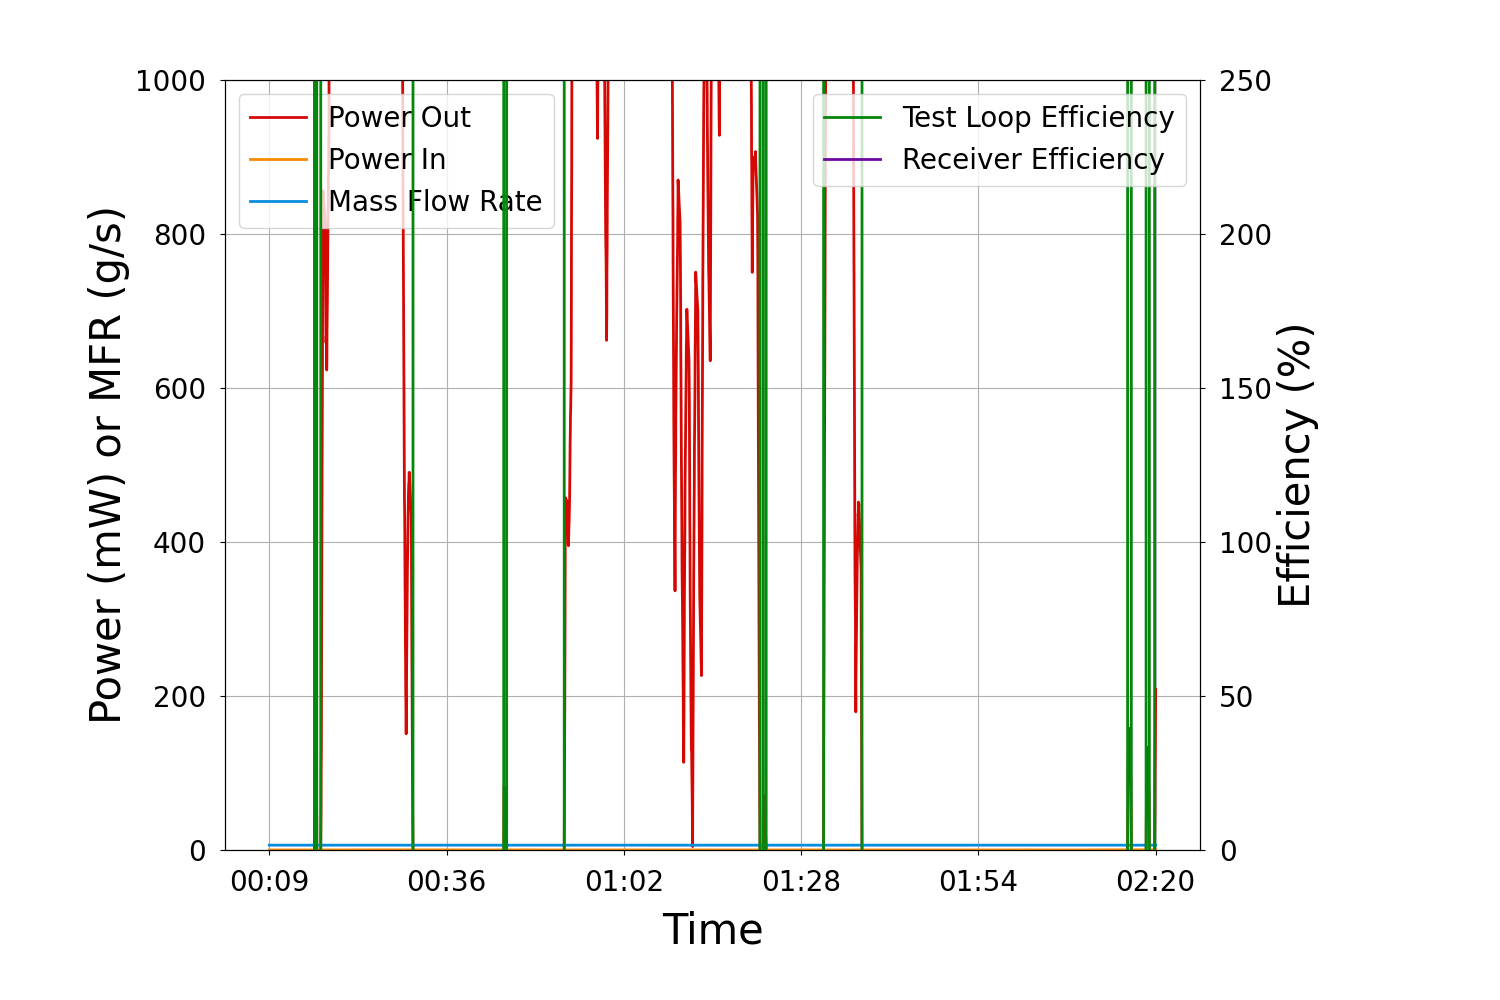 1000
800
600
400
200
0
Power (mW) or MFR (g/s)
Power Out
Power In
Mass Flow Rate
Test Loop Efficiency
Receiver Efficiency
250
200
150
100
50
0
Efficiency (%)
00:09 00:36 01:02 01:28 01:54 02:20
Time